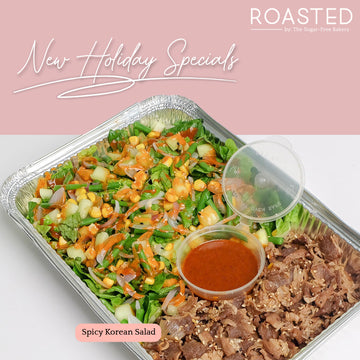 ROASTED
by: The Sugar-Free Bakery
New Holiday Specials
Spicy Korean Salad